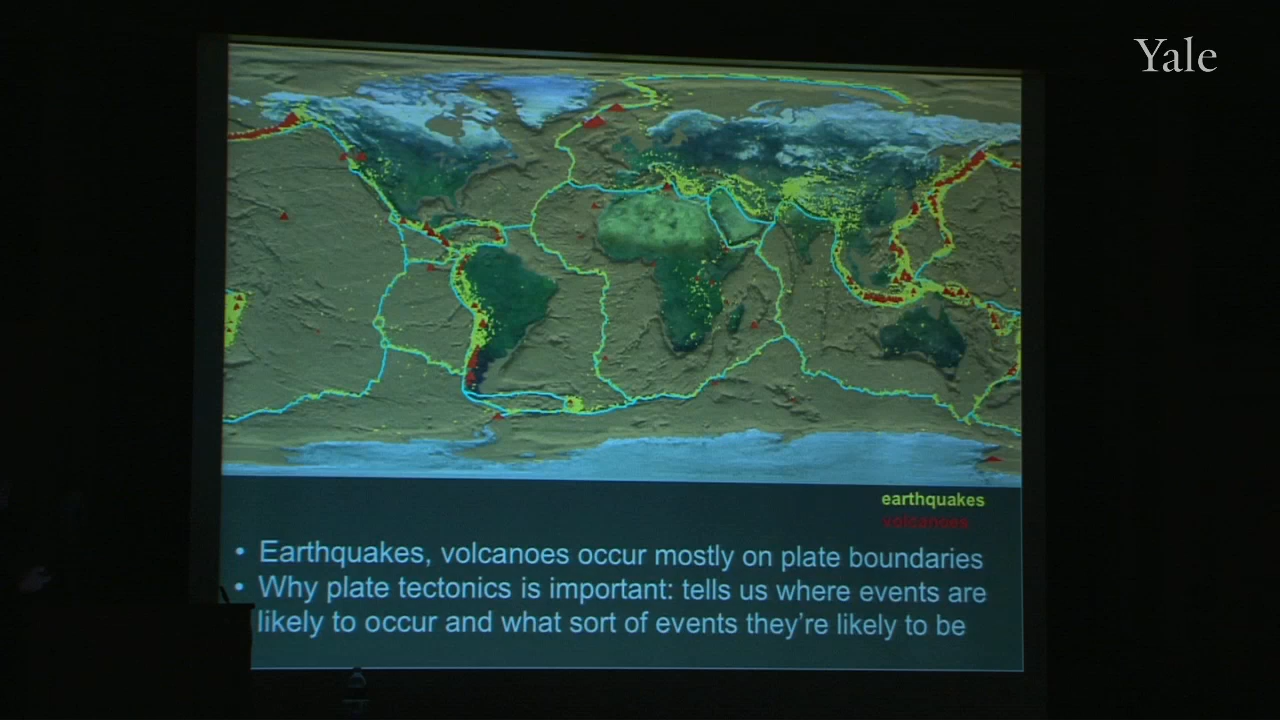 Yale
earthquakes
volcanoes
• Earthquakes, volcanoes occur mostly on plate boundaries
• Why plate tectonics is important: tells us where events are
likely to occur and what sort of events they're likely to be